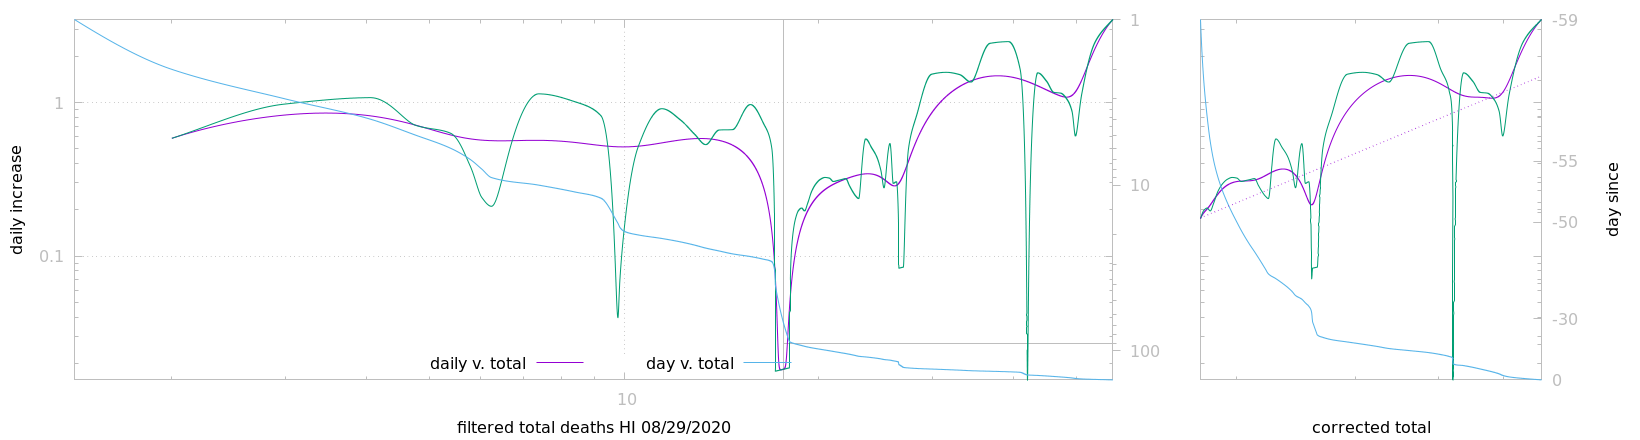 1
-59
1
-55
daily increase
10
day since
-50
0.1
-30
daily v. total
day v. total
100
0
10
filtered total deaths HI 08/29/2020
corrected total